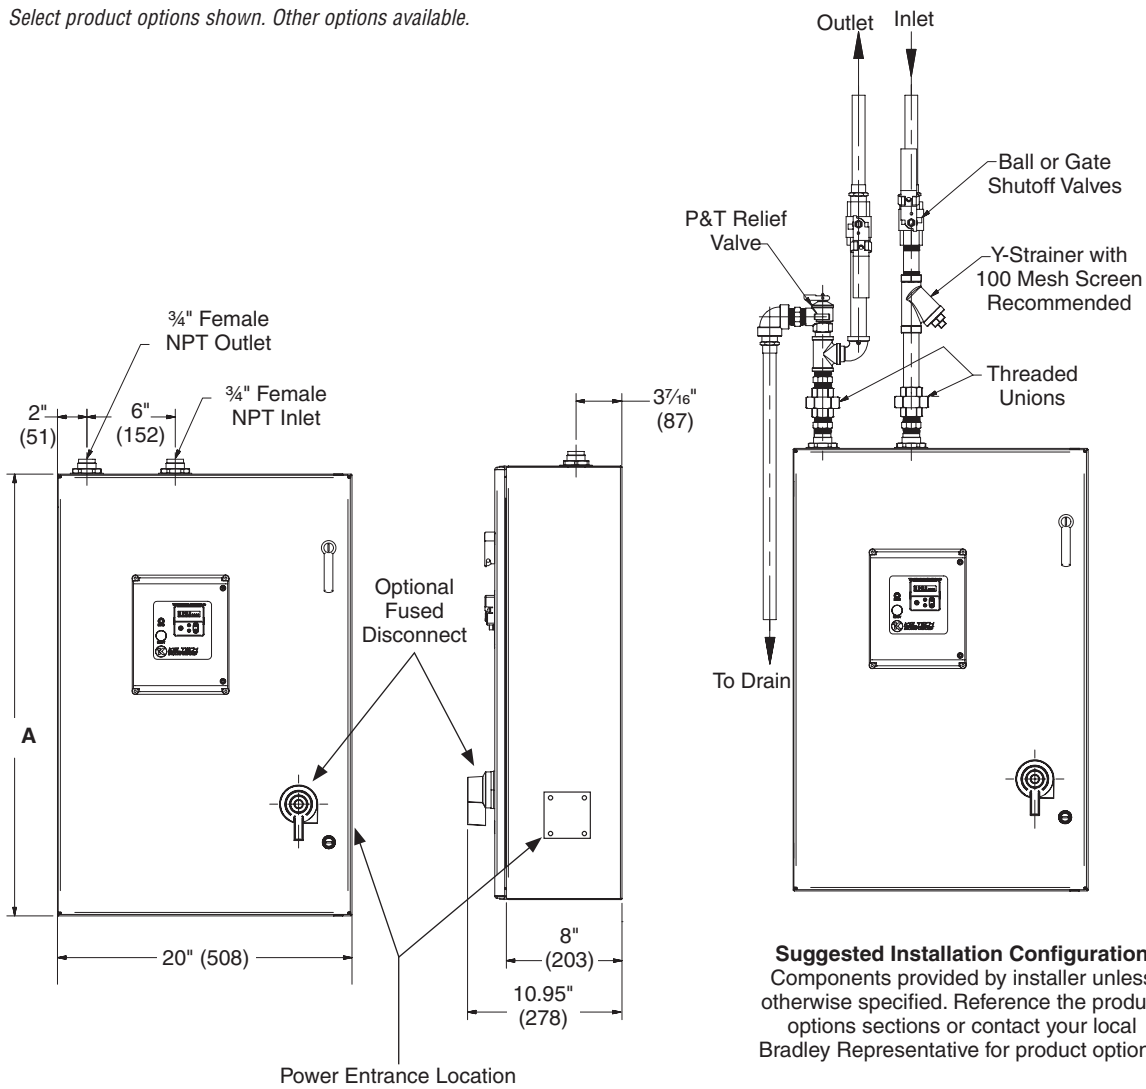 Select product options shown. Other options available.
Outlet
Inlet
Ball or Gate
Shutoff Valves
P&T Relief
Valve
Y-Strainer with
100 Mesh Screen
Recommended
Threaded
Unions
To Drain
¾" Female
NPT Outlet
¾" Female
NPT Inlet
2"
(51)
6"
(152)
3⁷⁄₁₆"
(87)
Optional
Fused
Disconnect
A
20" (508)
8"
(203)
10.95"
(278)
Power Entrance Location
Suggested Installation Configuration
Components provided by installer unless
otherwise specified. Reference the produ
options sections or contact your local
Bradley Representative for product option